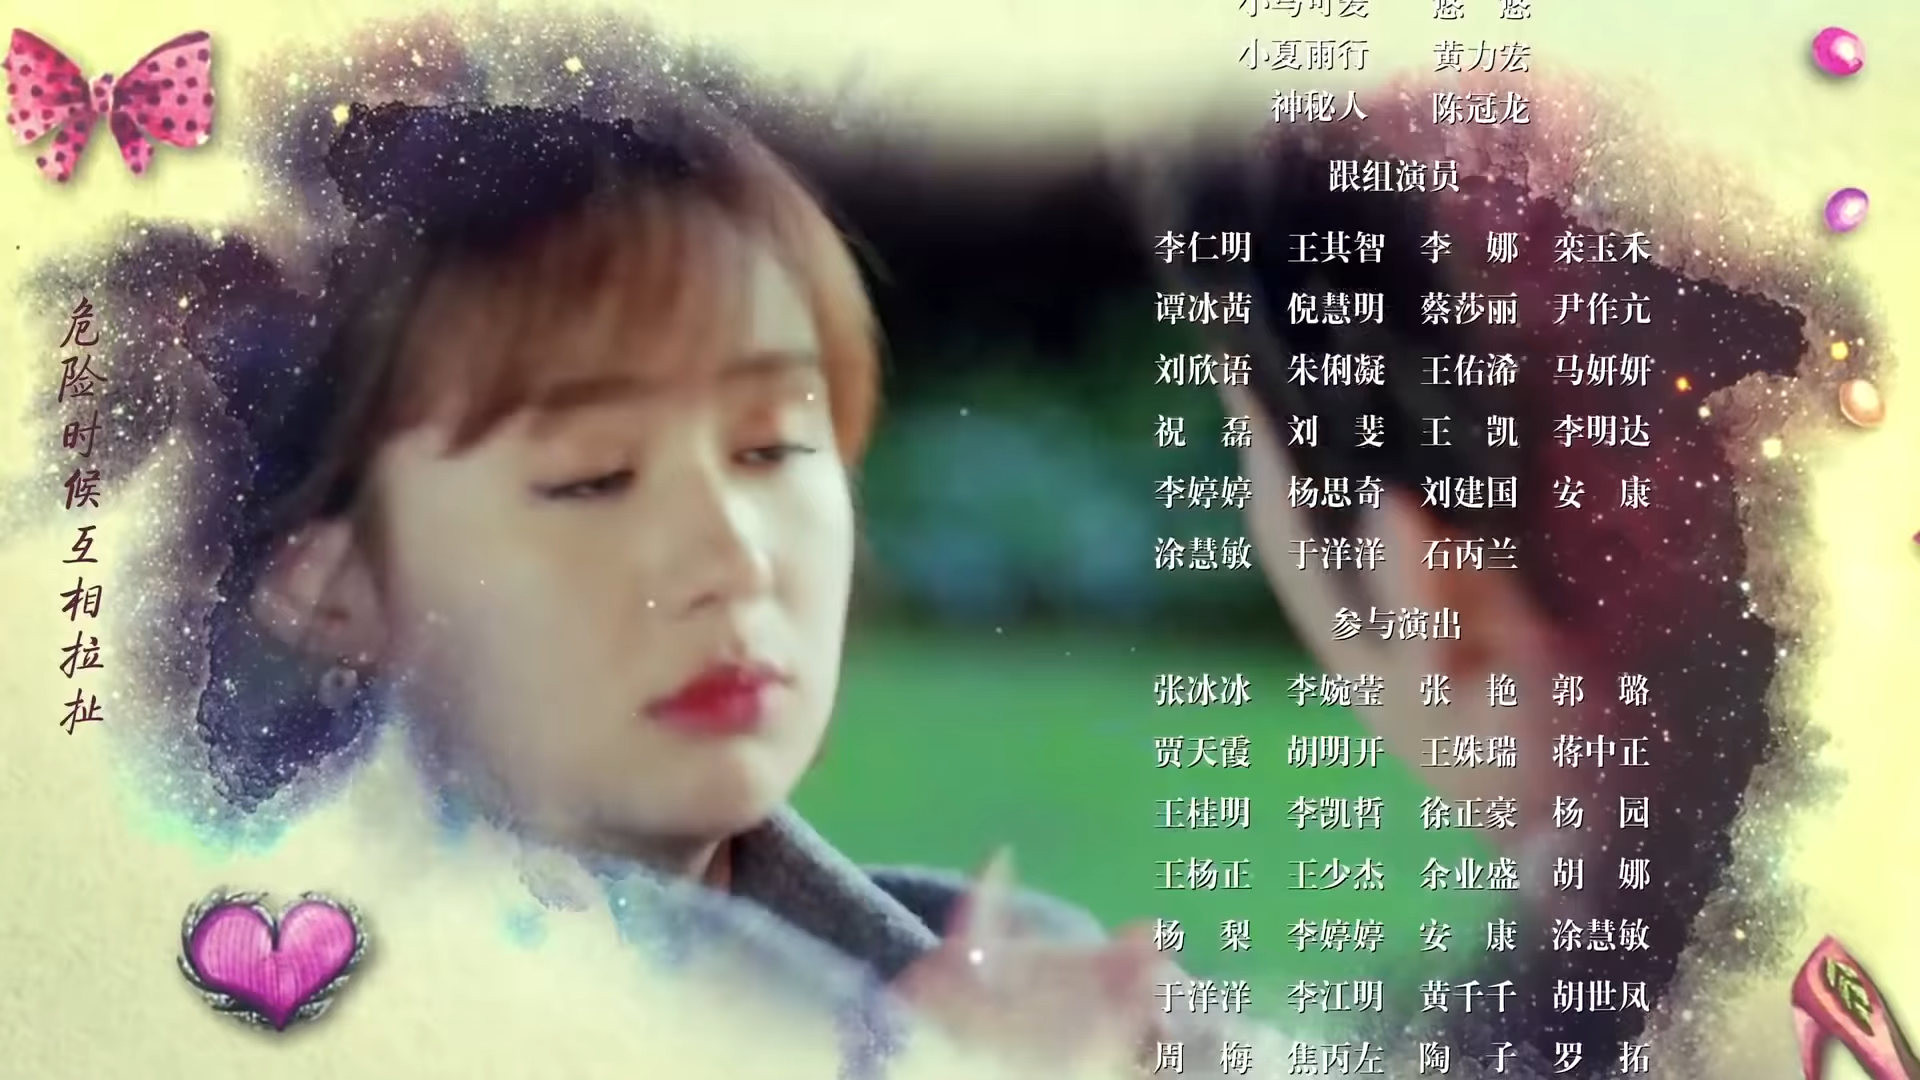 危险时候互相拉扯
小夏雨行 黄力宏
神秘人 陈冠龙
跟组演员
李仁明 王其智 李 娜 栾玉禾
谭冰茜 倪慧明 蔡莎丽 尹作亢
刘欣语 朱俐凝 王佑浠 马妍妍
祝 磊 刘 斐 王 凯 李明达
李婷婷 杨思奇 刘建国 安 康
涂慧敏 于洋洋 石丙兰
参与演出
张冰冰 李婉莹 张 艳 郭 璐
贾天霞 胡明开 王姝瑞 蒋中正
王桂明 李凯哲 徐正豪 杨 园
王杨正 王少杰 余业盛 胡 娜
杨 梨 李婷婷 安 康 涂慧敏
于洋洋 李江明 黄千千 胡世凤
周 梅 焦丙左 陶 子 罗 拓